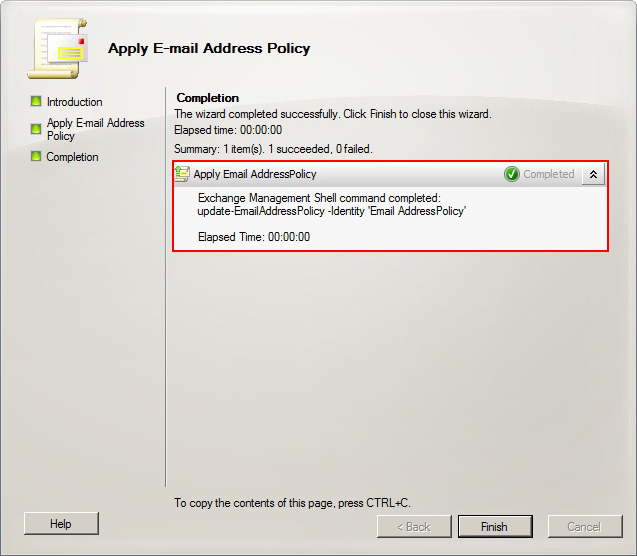 Apply E-mail Address Policy
Introduction
Apply E-mail Address
Policy
Completion
Completion
The wizard completed successfully. Click Finish to close this wizard.
Elapsed time: 00:00:00
Summary: 1 item(s). 1 succeeded, 0 failed.
Apply Email AddressPolicy Completed
Exchange Management Shell command completed:
update-EmailAddressPolicy -Identity 'Email AddressPolicy'
Elapsed Time: 00:00:00
To copy the contents of this page, press CTRL+C.
Help < Back Finish Cancel